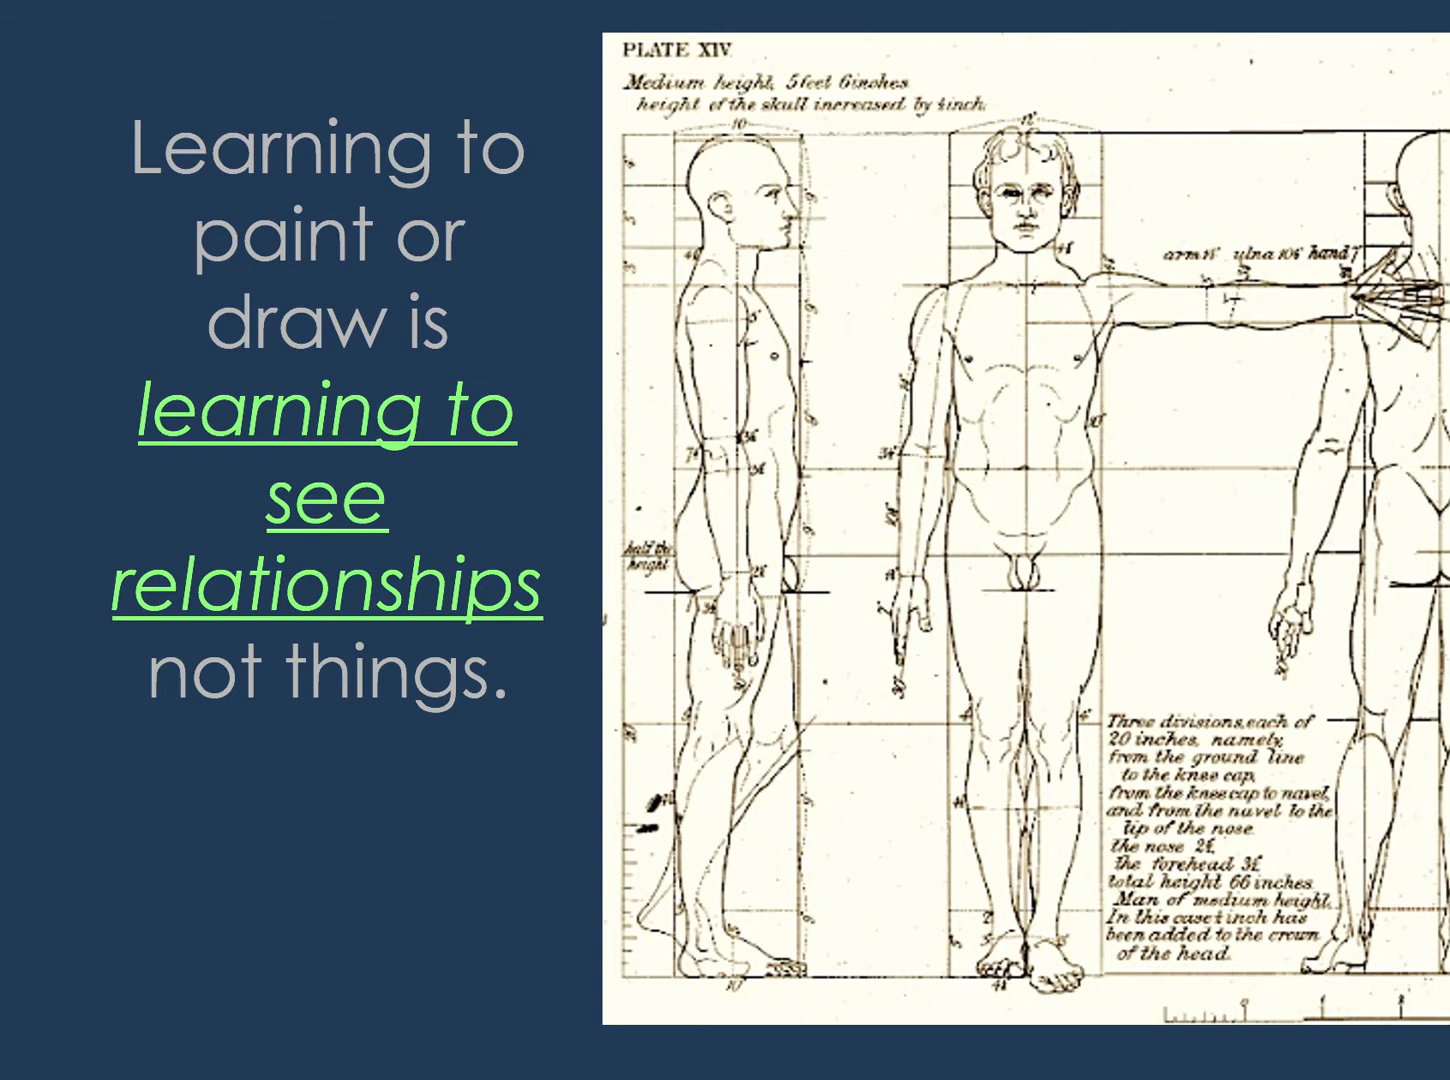 Learning to
paint or
draw is
learning to
see
relationships
not things.
PLATE XIV.
Medium height, 5 feet 6 inches
height of the skull increased by ½ inch.
10
12
arm 11 ulna 10½ hand 7
half the
height
Three divisions, each of
20 inches, namely,
from the ground line
to the knee cap,
from the knee cap to navel,
and from the navel to the
tip of the nose.
the nose
the forehead
total height 66 inches.
Man of medium height.
In this case ½ inch has
been added to the crown
of the head.
10